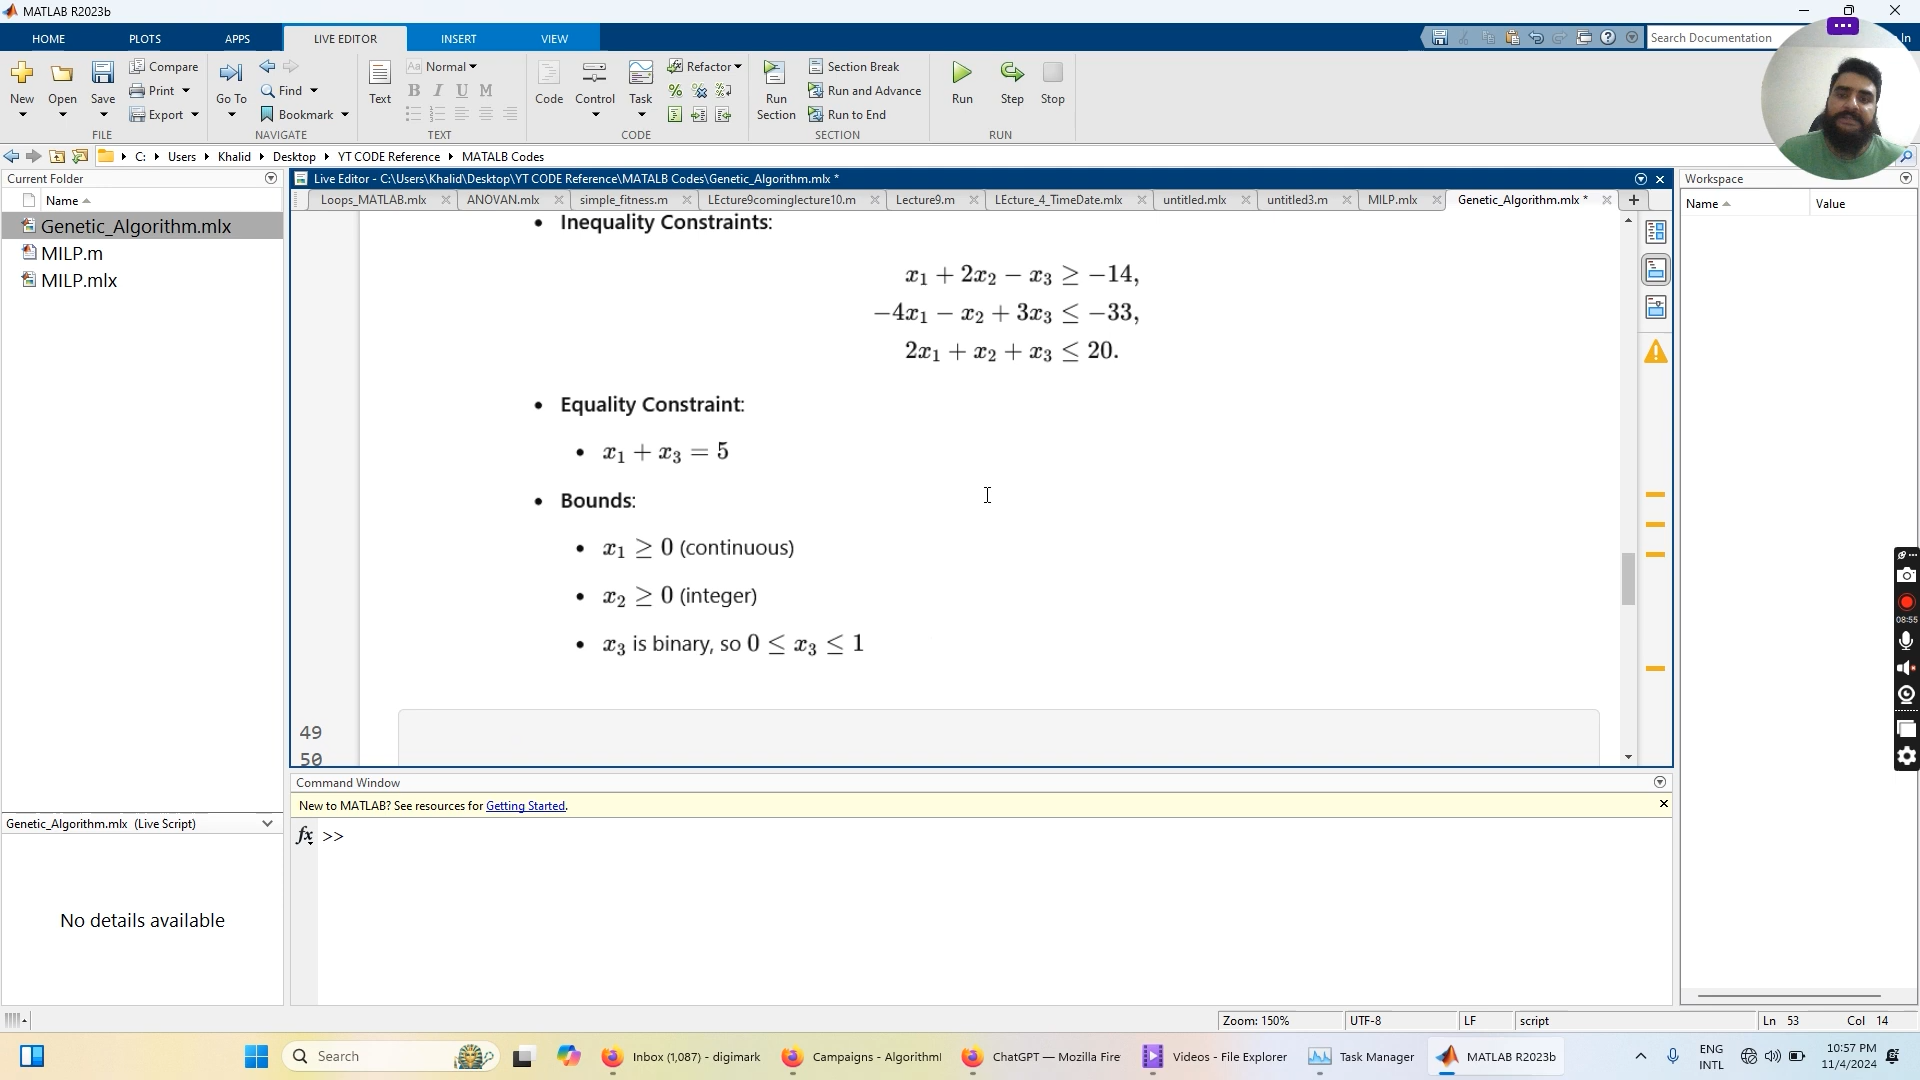 MATLAB R2023b
HOME PLOTS APPS LIVE EDITOR INSERT VIEW
Search Documentation
In
New Open Save Compare Print Export
FILE
Go To Find Bookmark
NAVIGATE
Text Aa Normal B I U M
TEXT
Code Control Task Refactor
CODE
Run Section Section Break Run and Advance Run to End
SECTION
Run Step Stop
RUN
C: Users Khalid Desktop YT CODE Reference MATALB Codes
Current Folder
Name
Genetic_Algorithm.mlx
MILP.m
MILP.mlx
Genetic_Algorithm.mlx (Live Script)
No details available
Live Editor - C:\Users\Khalid\Desktop\YT CODE Reference\MATALB Codes\Genetic_Algorithm.mlx *
Loops_MATLAB.mlx ANOVAN.mlx simple_fitness.m LEcture9cominglecture10.m Lecture9.m LEcture_4_TimeDate.mlx untitled.mlx untitled3.m MILP.mlx Genetic_Algorithm.mlx *
• Inequality Constraints:
x₁ + 2x₂ − x₃ ≥ −14,
−4x₁ − x₂ + 3x₃ ≤ −33,
2x₁ + x₂ + x₃ ≤ 20.
• Equality Constraint:
• x₁ + x₃ = 5
• Bounds:
• x₁ ≥ 0 (continuous)
• x₂ ≥ 0 (integer)
• x₃ is binary, so 0 ≤ x₃ ≤ 1
49
50
Command Window
New to MATLAB? See resources for Getting Started.
fx >>
Workspace
Name Value
08:55
Zoom: 150% UTF-8 LF script Ln 53 Col 14
Search
Inbox (1,087) - digimark
Campaigns - Algorithml
ChatGPT — Mozilla Fire
Videos - File Explorer
Task Manager
MATLAB R2023b
ENG
INTL
10:57 PM
11/4/2024